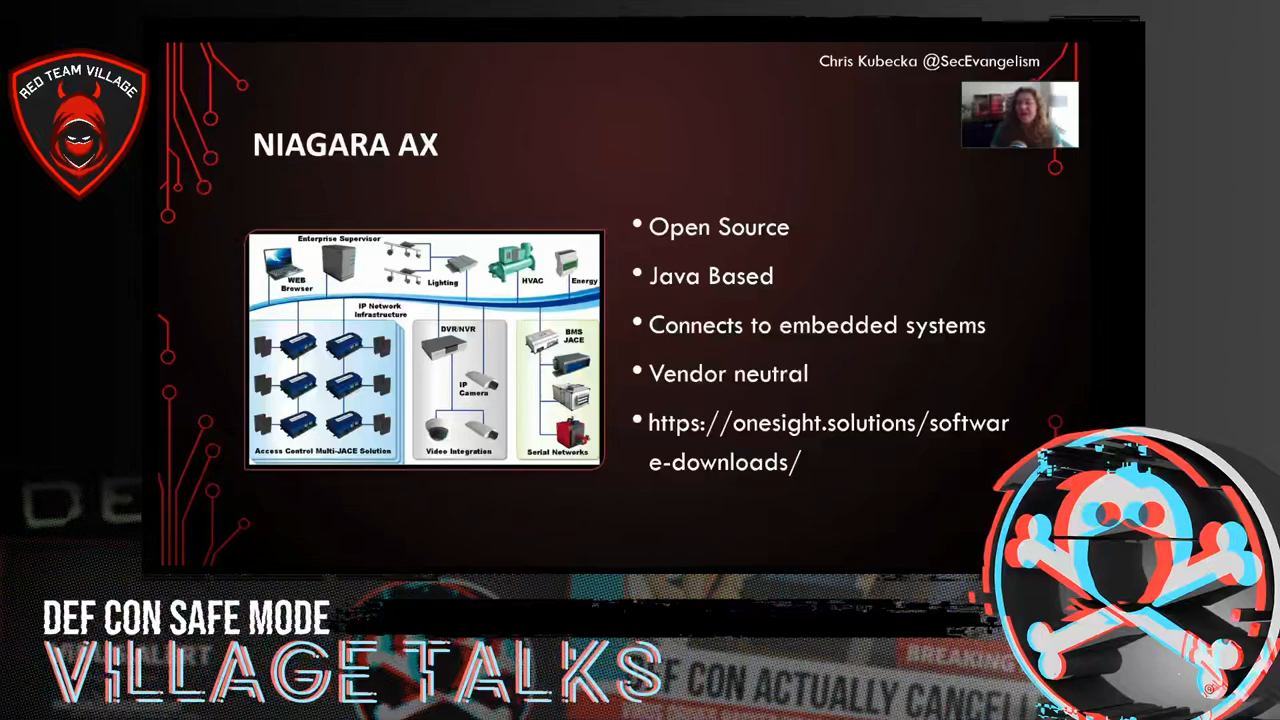 RED TEAM VILLAGE
Chris Kubecka @SecEvangelism
NIAGARA AX
Enterprise Supervisor
WEB
Browser
Lighting
HVAC
Energy
IP Network
Infrastructure
DVR/NVR
BMS
JACE
IP
Camera
Access Control Multi-JACE Solution
Video Integration
Serial Networks
• Open Source
• Java Based
• Connects to embedded systems
• Vendor neutral
• https://onesight.solutions/softwar
e-downloads/
DEF CON SAFE MODE
VILLAGE TALKS
DEF CON ACTUALLY